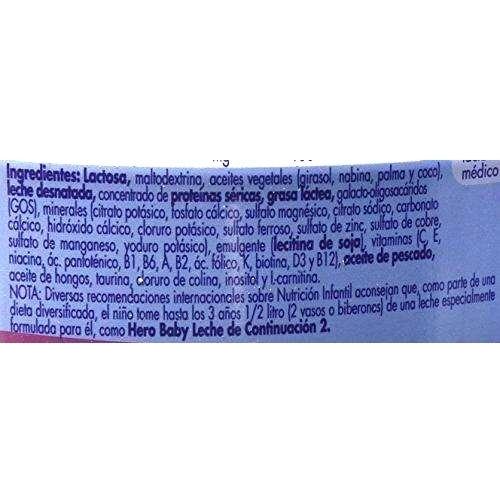 Ingredientes: Lactosa, maltodextrina, aceites vegetales (girasol, nabina, palma y coco),
leche desnatada, concentrado de proteínas séricas, grasa láctea, galacto-oligosacáridos
(GOS), minerales (citrato potásico, fosfato cálcico, sulfato magnésico, citrato sódico, carbonato
cálcico, hidróxido cálcico, cloruro potásico, sulfato ferroso, sulfato de zinc, sulfato de cobre,
sulfato de manganeso, yoduro potásico), emulgente (lecitina de soja), vitaminas (C, E,
niacina, ác. pantoténico, B1, B6, A, B2, ác. fólico, K, biotina, D3 y B12), aceite de pescado,
aceite de hongos, taurina, cloruro de colina, inositol y L-carnitina.
NOTA: Diversas recomendaciones internacionales sobre Nutrición Infantil aconsejan que, como parte de una
dieta diversificada, el niño tome hasta los 3 años 1/2 litro (2 vasos o biberones) de una leche especialmente
formulada para él, como Hero Baby Leche de Continuación 2.
médico